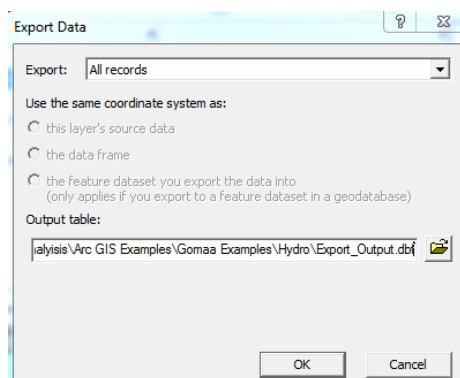 Export Data
Export: All records
Use the same coordinate system as:
this layer's source data
the data frame
the feature dataset you export the data into
(only applies if you export to a feature dataset in a geodatabase)
Output table:
ialyisis\Arc GIS Examples\Gomaa Examples\Hydro\Export_Output.dbf
OK Cancel